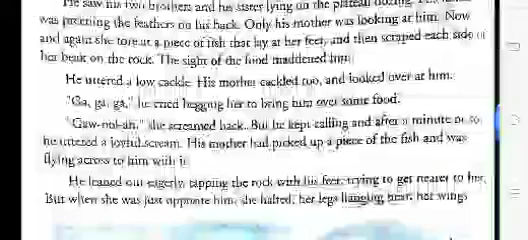 He saw his two brothers and his sister lying on the plateau dozing.
was preening the feathers on his back. Only his mother was looking at him. Now
and again she tore at a piece of fish that lay at her feet, and then scraped each side of
her beak on the rock. The sight of the food maddened him.
He uttered a low cackle. His mother cackled too, and looked over at him.
"Ga, ga, ga," he cried begging her to bring him over some food.
"Gaw-ool-ah," she screamed back. But he kept calling and after a minute or so
he uttered a joyful scream. His mother had picked up a piece of the fish and was
flying across to him with it.
He leaned out eagerly, tapping the rock with his feet, trying to get nearer to her.
But when she was just opposite him, she halted, her legs hanging her wings